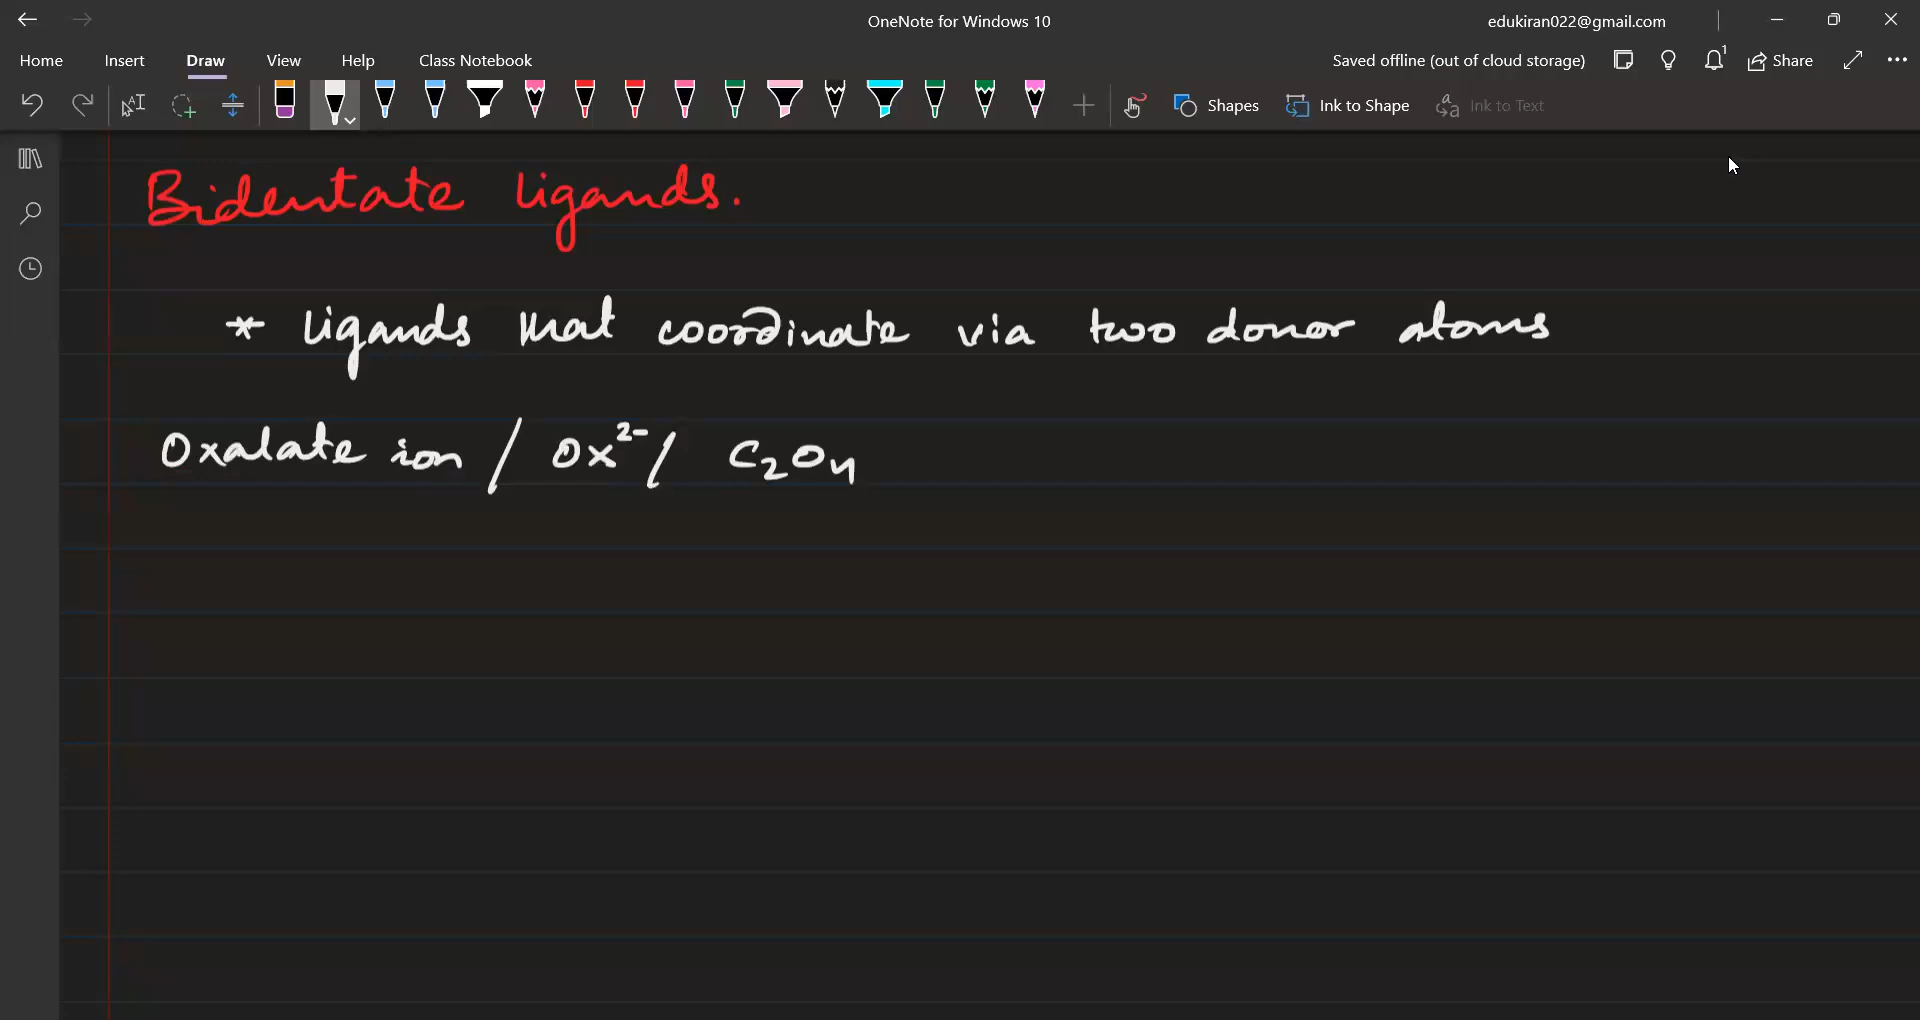 OneNote for Windows 10
edukiran022@gmail.com
Home Insert Draw View Help Class Notebook
Saved offline (out of cloud storage) 1 Share
Shapes Ink to Shape Ink to Text
Bidentate ligands.
* ligands that coordinate via two donor atoms
Oxalate ion / Ox²⁻ / C₂O₄